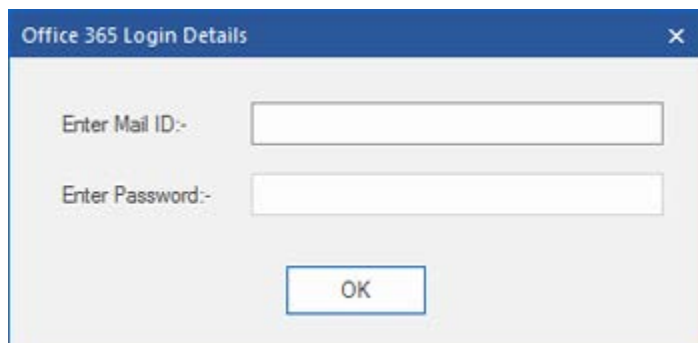 Office 365 Login Details
Enter Mail ID:-
Enter Password:-
OK